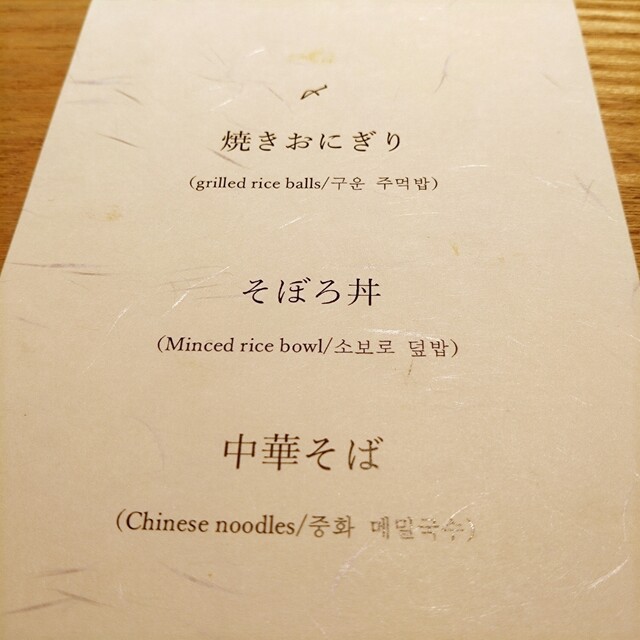 〆
焼きおにぎり
(grilled rice balls/구운 주먹밥)
そぼろ丼
(Minced rice bowl/소보로 덮밥)
中華そば
(Chinese noodles/중화 메밀국수)